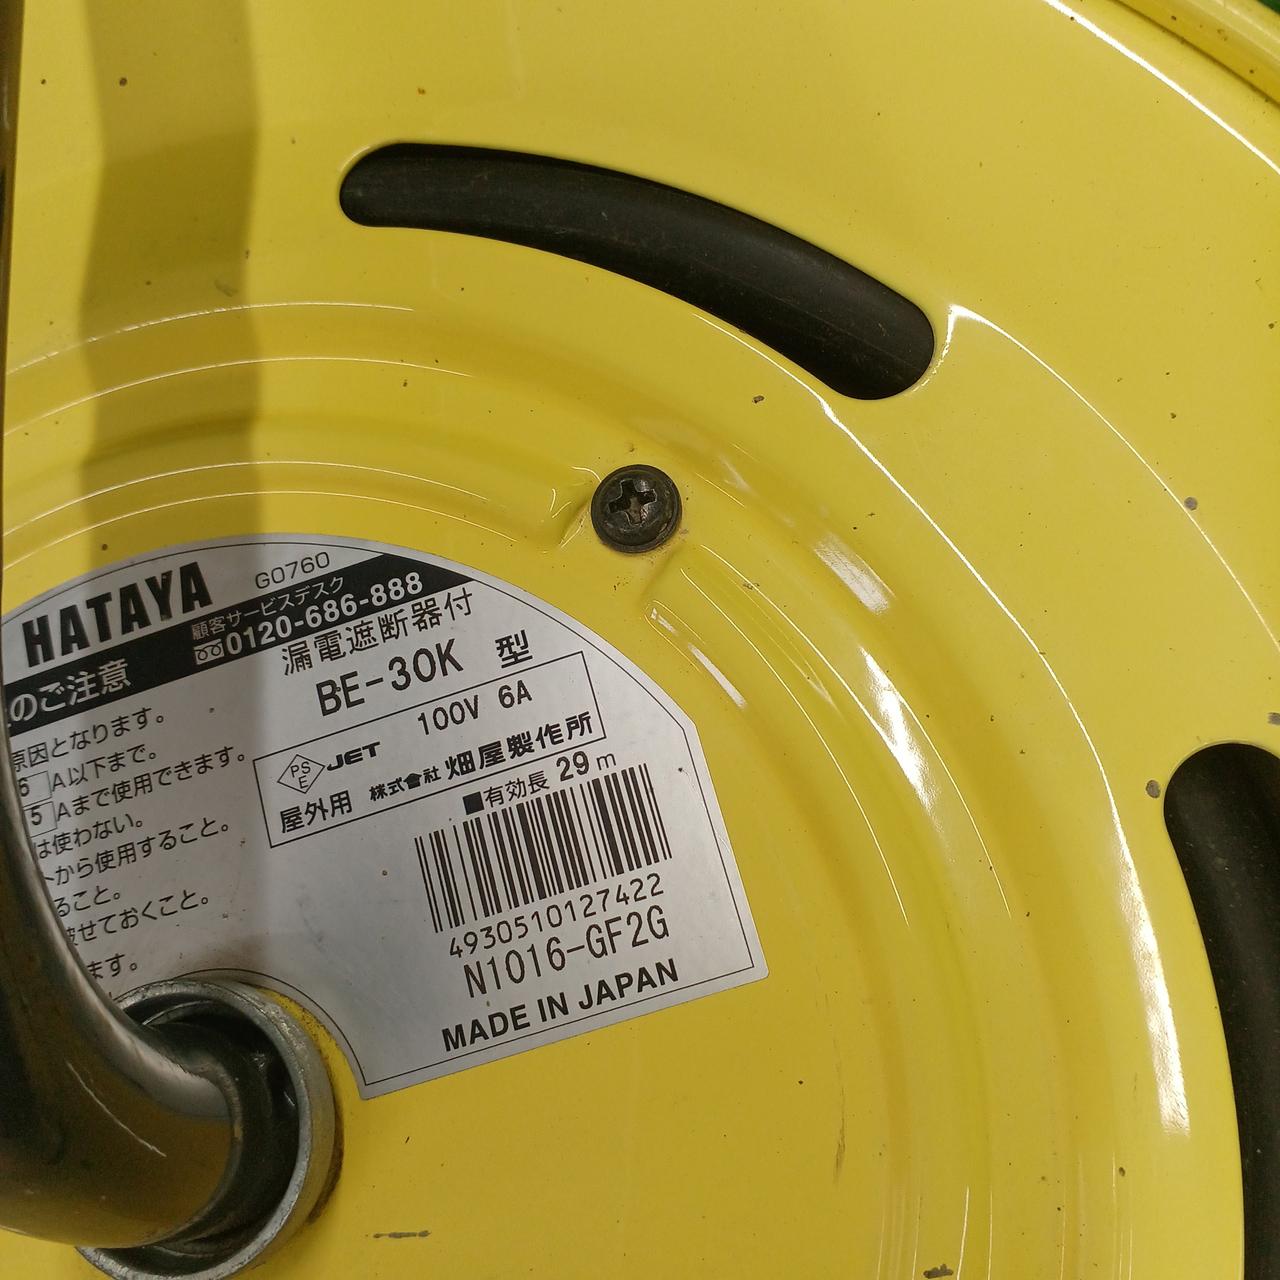 HATAYA G0760
顧客サービスデスク
0120-686-888
のご注意
原因となります。
6 A以下まで。
5 Aまで使用できます。
は使わない。
から使用すること。
ること。
被せておくこと。
ます。
漏電遮断器付
BE-30K 型
100V 6A
PSE JET
株式會社 畑屋製作所
屋外用
■有効長 29m
4930510127422
N1016-GF2G
MADE IN JAPAN